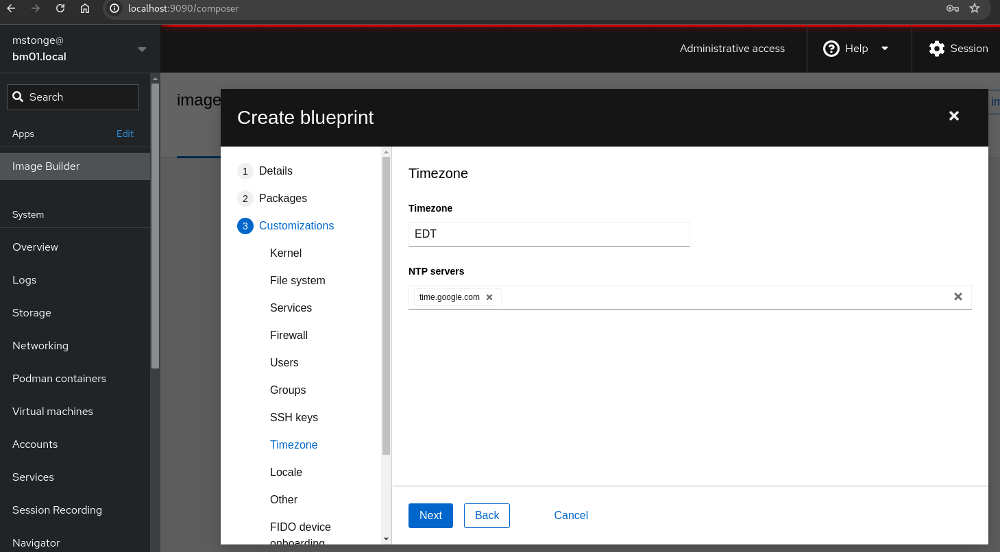 localhost:9090/composer
mstonge@
bm01.local
Administrative access
Help
Session
Search
Apps
Edit
Image Builder
System
Overview
Logs
Storage
Networking
Podman containers
Virtual machines
Accounts
Services
Session Recording
Navigator
image
im
Create blueprint
1 Details
2 Packages
3 Customizations
Kernel
File system
Services
Firewall
Users
Groups
SSH keys
Timezone
Locale
Other
FIDO device
onboarding
Timezone
Timezone
EDT
NTP servers
time.google.com
Next
Back
Cancel